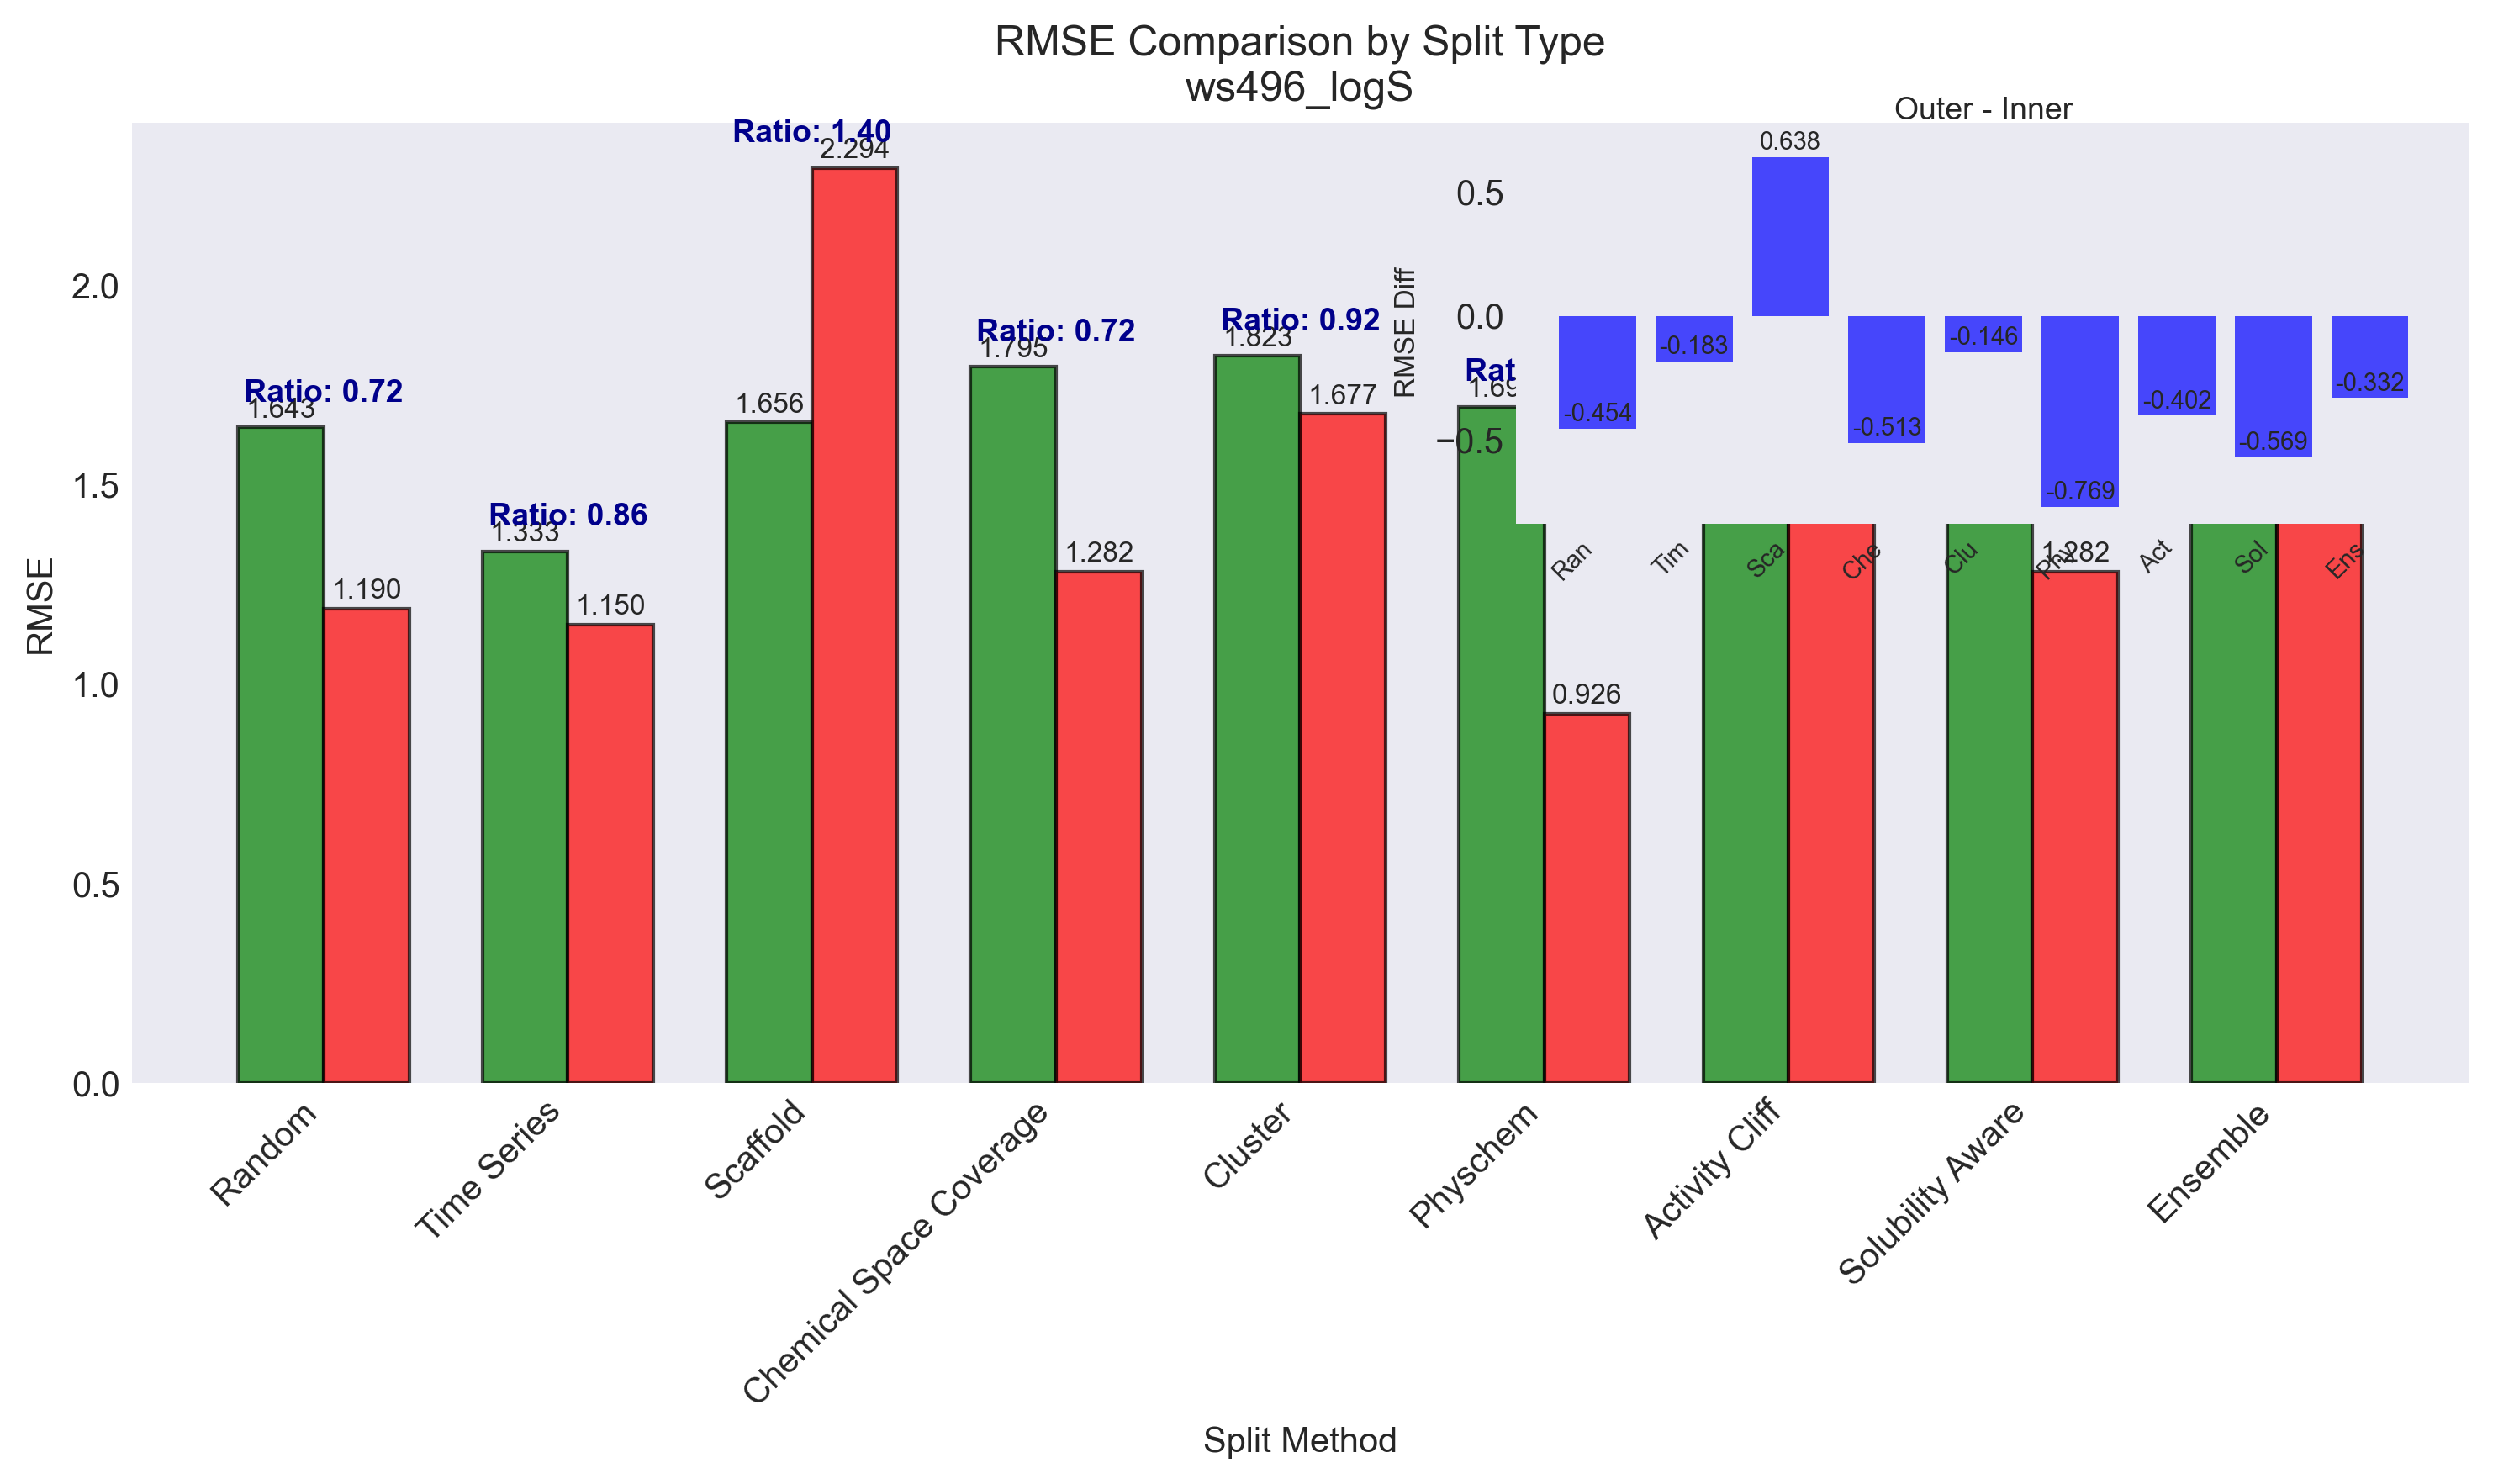 RMSE Comparison by Split Type
ws496_logS
Outer - Inner
Ratio: 1.40
2.294
0.638
0.5
2.0
RMSE Diff
0.0
Ratio: 0.72
Ratio: 0.92
1.795
1.823
-0.183
-0.146
Rat
Ratio: 0.72
1.643
1.656
1.677
1.69
-0.454
-0.513
-0.402
-0.569
-0.332
−0.5
1.5
-0.769
Ratio: 0.86
1.333
1.282
1.282
RMSE
1.190
1.150
Ran
Tim
Sca
Che
Clu
Phy
Act
Sol
Ens
1.0
0.926
0.5
0.0
Random
Time Series
Scaffold
Chemical Space Coverage
Cluster
Physchem
Activity Cliff
Solubility Aware
Ensemble
Split Method